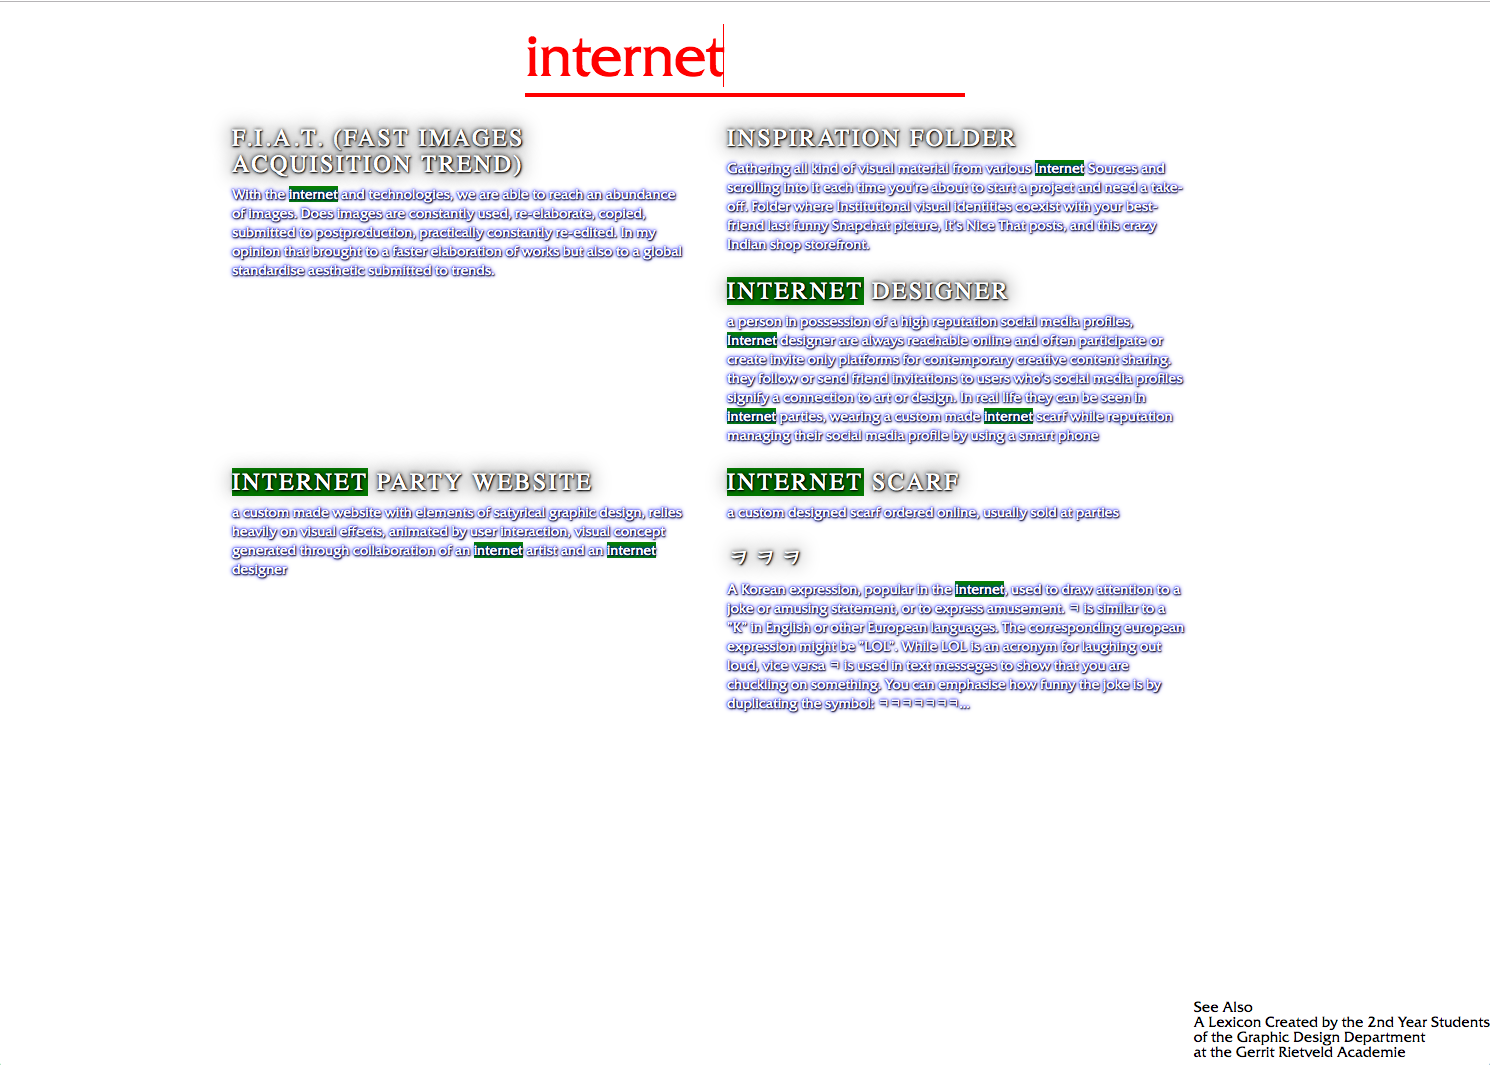 internet
F.I.A.T. (FAST IMAGES
ACQUISITION TREND)
With the internet and technologies, we are able to reach an abundance
of images. Does images are constantly used, re-elaborate, copied,
submitted to postproduction, practically constantly re-edited. In my
opinion that brought to a faster elaboration of works but also to a global
standardise aesthetic submitted to trends.
INSPIRATION FOLDER
Gathering all kind of visual material from various Internet Sources and
scrolling into it each time you're about to start a project and need a take-
off. Folder where Institutional visual identities coexist with your best-
friend last funny Snapchat picture, It's Nice That posts, and this crazy
Indian shop storefront.
INTERNET DESIGNER
a person in possession of a high reputation social media profiles,
Internet designer are always reachable online and often participate or
create invite only platforms for contemporary creative content sharing.
they follow or send friend invitations to users who's social media profiles
signify a connection to art or design. In real life they can be seen in
internet parties, wearing a custom made internet scarf while reputation
managing their social media profile by using a smart phone
INTERNET PARTY WEBSITE
a custom made website with elements of satyrical graphic design, relies
heavily on visual effects, animated by user interaction, visual concept
generated through collaboration of an internet artist and an internet
designer
INTERNET SCARF
a custom designed scarf ordered online, usually sold at parties
ㅋㅋㅋ
A Korean expression, popular in the internet, used to draw attention to a
joke or amusing statement, or to express amusement. ㅋ is similar to a
"K" in English or other European languages. The corresponding european
expression might be "LOL". While LOL is an acronym for laughing out
loud, vice versa ㅋ is used in text messeges to show that you are
chuckling on something. You can emphasise how funny the joke is by
duplicating the symbol: ㅋㅋㅋㅋㅋㅋㅋ...
See Also
A Lexicon Created by the 2nd Year Students
of the Graphic Design Department
at the Gerrit Rietveld Academie